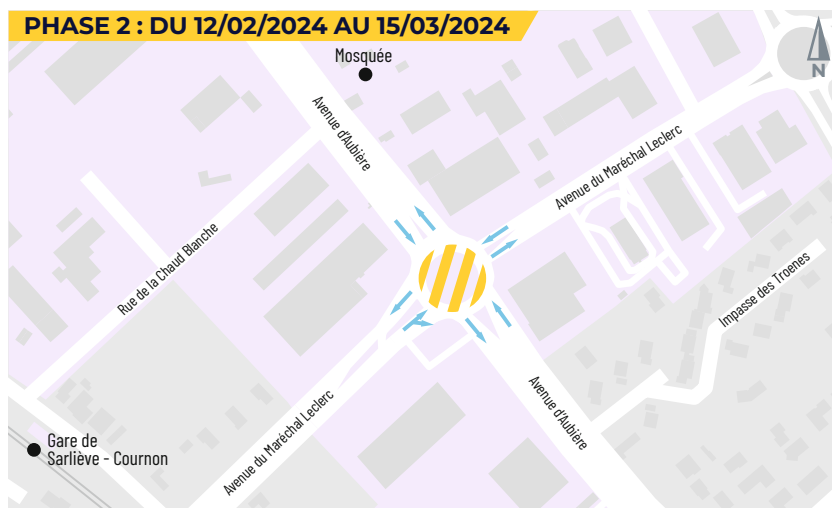 PHASE 2 : DU 12/02/2024 AU 15/03/2024
Mosquée
N
Avenue d'Aubière
Avenue du Maréchal Leclerc
Rue de la Chaud Blanche
Impasse des Troenes
Avenue du Maréchal Leclerc
Avenue d'Aubière
Gare de
Sarliève - Cournon